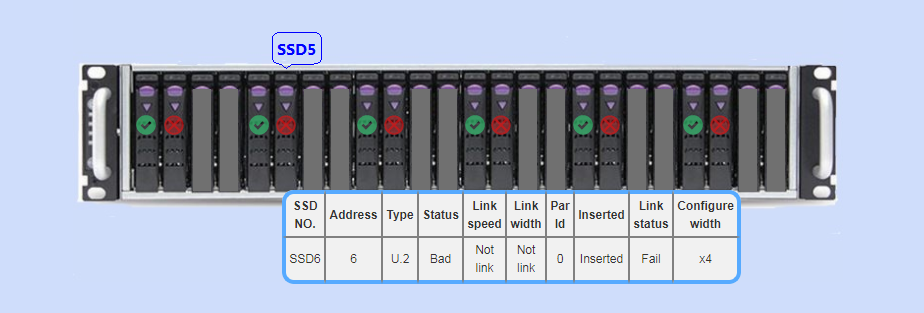 SSD5
SSD NO. Address Type Status Link speed Link width Par Id Inserted Link status Configure width
SSD6 6 U.2 Bad Not link Not link 0 Inserted Fail x4